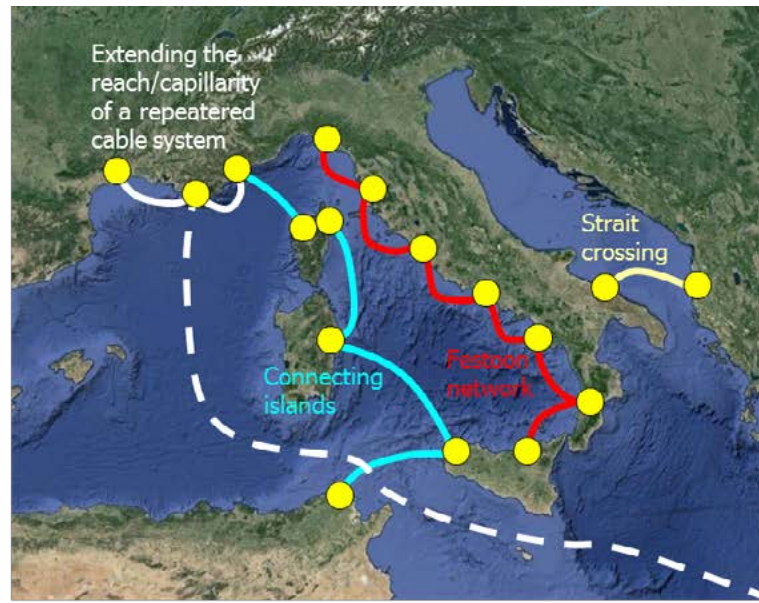 Extending the
reach/capillarity
of a repeatered
cable system
Strait
crossing
Festoon
network
Connecting
islands